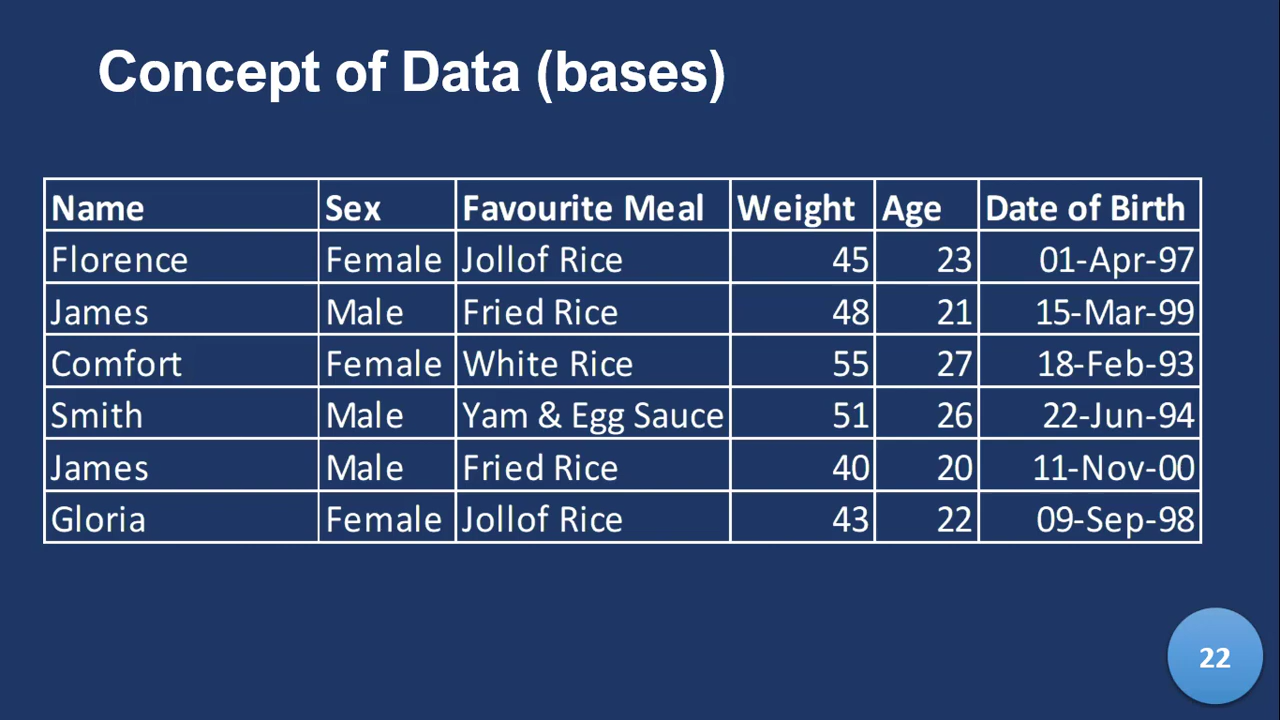 Concept of Data (bases)
Name Sex Favourite Meal Weight Age Date of Birth
Florence Female Jollof Rice 45 23 01-Apr-97
James Male Fried Rice 48 21 15-Mar-99
Comfort Female White Rice 55 27 18-Feb-93
Smith Male Yam & Egg Sauce 51 26 22-Jun-94
James Male Fried Rice 40 20 11-Nov-00
Gloria Female Jollof Rice 43 22 09-Sep-98
22